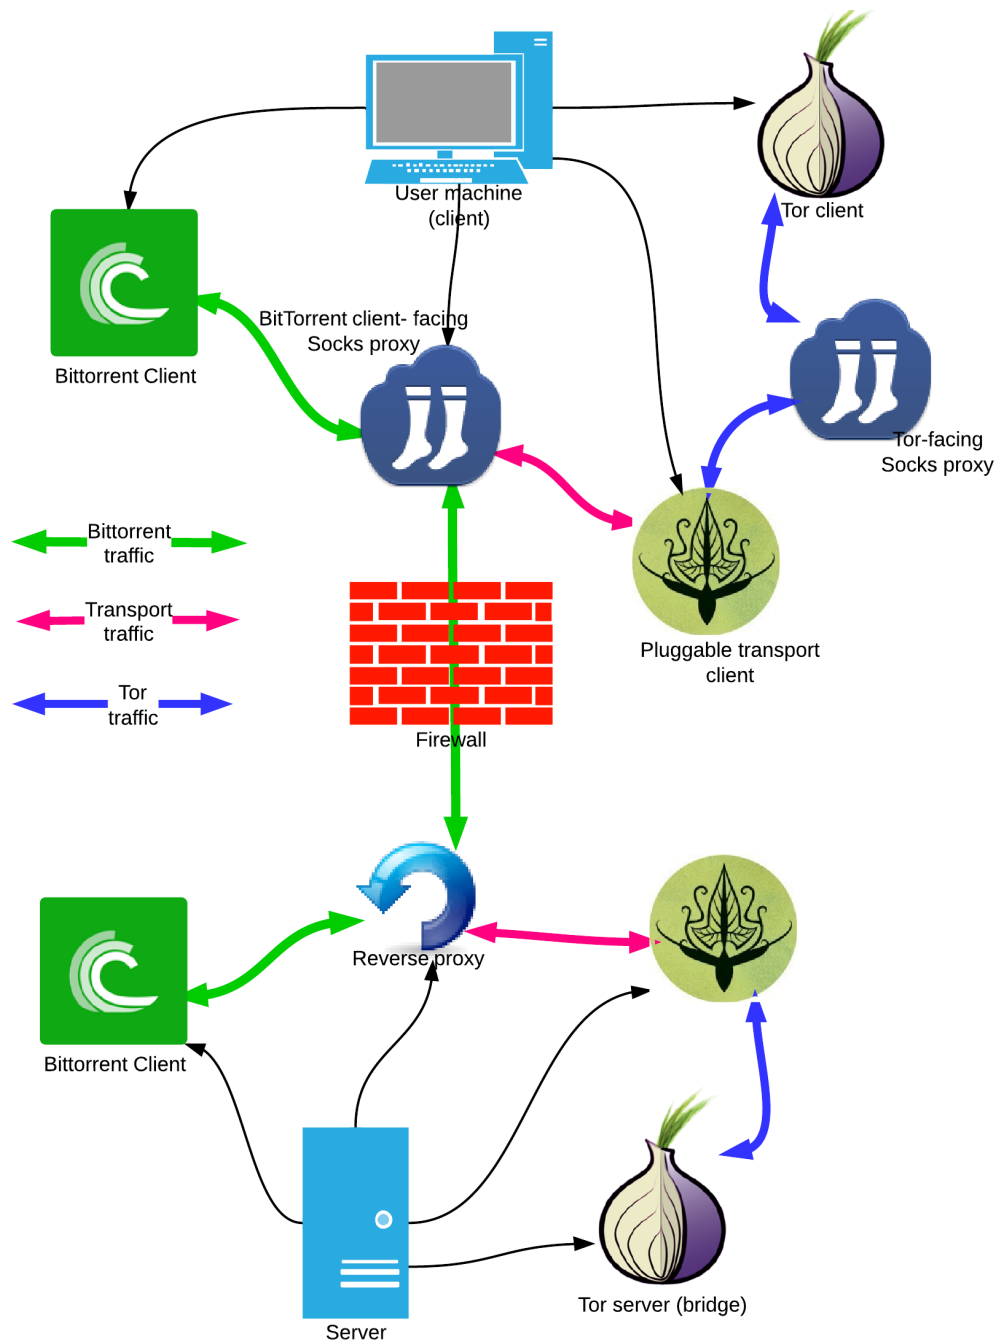 User machine
(client)
Tor client
BitTorrent client- facing
Socks proxy
Bittorrent Client
Tor-facing
Socks proxy
Bittorrent
traffic
Transport
traffic
Tor
traffic
Pluggable transport
client
Firewall
Reverse proxy
Bittorrent Client
Tor server (bridge)
Server